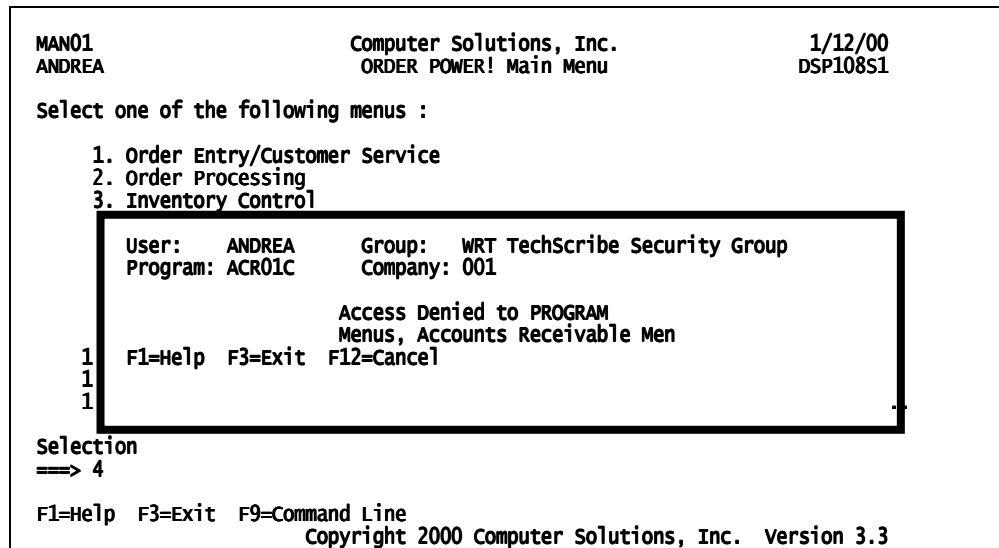 MAN01 Computer Solutions, Inc. 1/12/00
ANDREA ORDER POWER! Main Menu DSP108S1
Select one of the following menus :
1. Order Entry/Customer Service
2. Order Processing
3. Inventory Control
User: ANDREA Group: WRT TechScribe Security Group
Program: ACR01C Company: 001
Access Denied to PROGRAM
Menus, Accounts Receivable Men
1 F1=Help F3=Exit F12=Cancel
1
1
Selection
===> 4
F1=Help F3=Exit F9=Command Line
Copyright 2000 Computer Solutions, Inc. Version 3.3